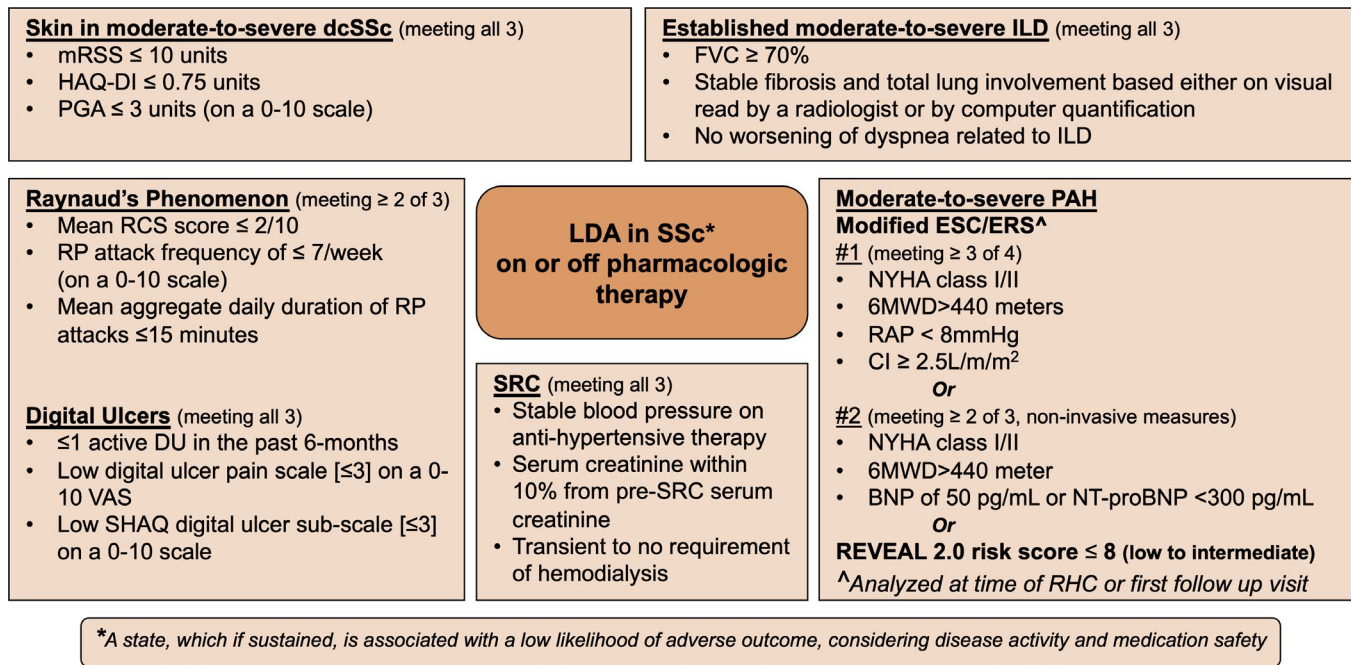 Skin in moderate-to-severe dcSSc (meeting all 3)
• mRSS ≤ 10 units
• HAQ-DI ≤ 0.75 units
• PGA ≤ 3 units (on a 0-10 scale)
Established moderate-to-severe ILD (meeting all 3)
• FVC ≥ 70%
• Stable fibrosis and total lung involvement based either on visual
read by a radiologist or by computer quantification
• No worsening of dyspnea related to ILD
Raynaud's Phenomenon (meeting ≥ 2 of 3)
• Mean RCS score ≤ 2/10
• RP attack frequency of ≤ 7/week
(on a 0-10 scale)
• Mean aggregate daily duration of RP
attacks ≤15 minutes
Digital Ulcers (meeting all 3)
• ≤1 active DU in the past 6-months
• Low digital ulcer pain scale [≤3] on a 0-
10 VAS
• Low SHAQ digital ulcer sub-scale [≤3]
on a 0-10 scale
LDA in SSc*
on or off pharmacologic
therapy
SRC (meeting all 3)
• Stable blood pressure on
anti-hypertensive therapy
• Serum creatinine within
10% from pre-SRC serum
creatinine
• Transient to no requirement
of hemodialysis
Moderate-to-severe PAH
Modified ESC/ERS^
#1 (meeting ≥ 3 of 4)
• NYHA class I/II
• 6MWD>440 meters
• RAP < 8mmHg
• CI ≥ 2.5L/m/m²
Or
#2 (meeting ≥ 2 of 3, non-invasive measures)
• NYHA class I/II
• 6MWD>440 meter
• BNP of 50 pg/mL or NT-proBNP <300 pg/mL
Or
REVEAL 2.0 risk score ≤ 8 (low to intermediate)
^Analyzed at time of RHC or first follow up visit
*A state, which if sustained, is associated with a low likelihood of adverse outcome, considering disease activity and medication safety